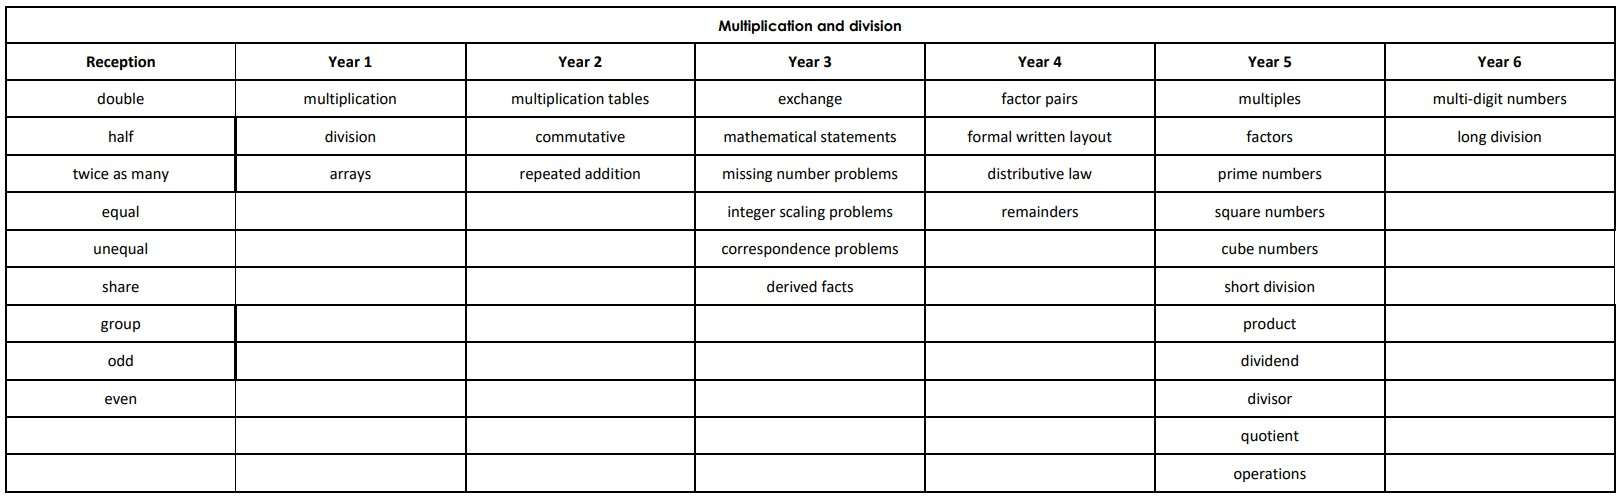 Multiplication and division
Reception Year 1 Year 2 Year 3 Year 4 Year 5 Year 6
double multiplication multiplication tables exchange factor pairs multiples multi-digit numbers
half division commutative mathematical statements formal written layout factors long division
twice as many arrays repeated addition missing number problems distributive law prime numbers
equal integer scaling problems remainders square numbers
unequal correspondence problems cube numbers
share derived facts short division
group product
odd dividend
even divisor
quotient
operations